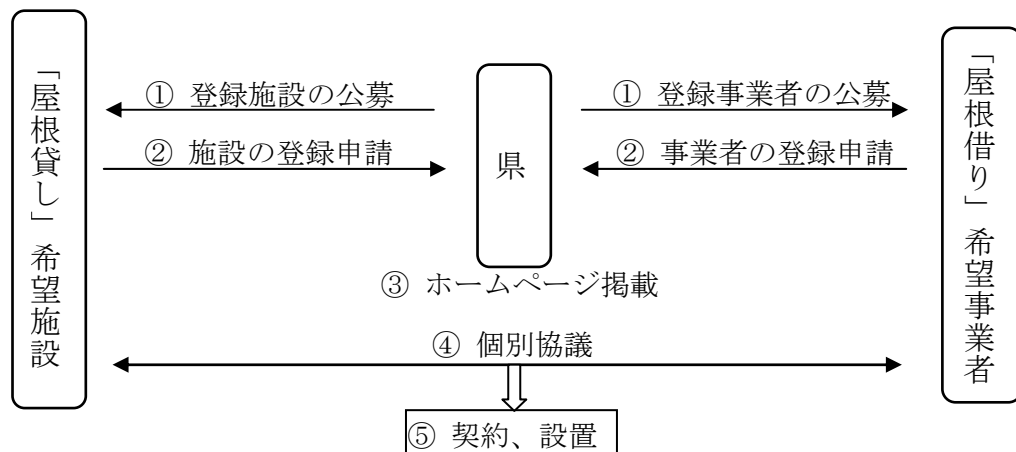 「屋根貸し」希望施設
① 登録施設の公募
② 施設の登録申請
県
① 登録事業者の公募
② 事業者の登録申請
「屋根借り」希望事業者
③ ホームページ掲載
④ 個別協議
⑤ 契約、設置